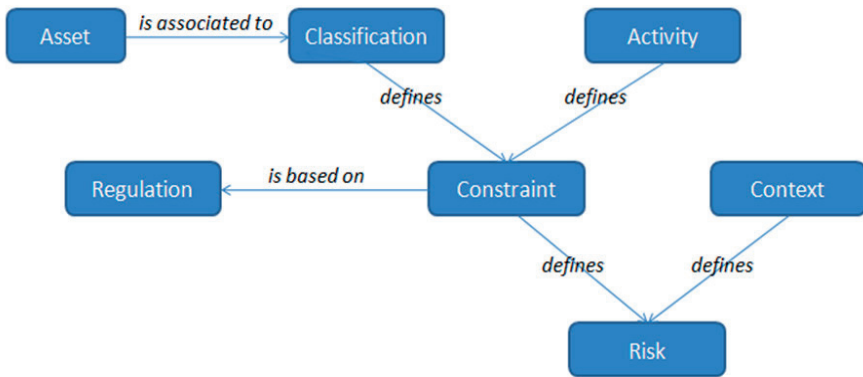 Asset
is associated to
Classification
Activity
defines
defines
Regulation
is based on
Constraint
Context
defines
defines
Risk